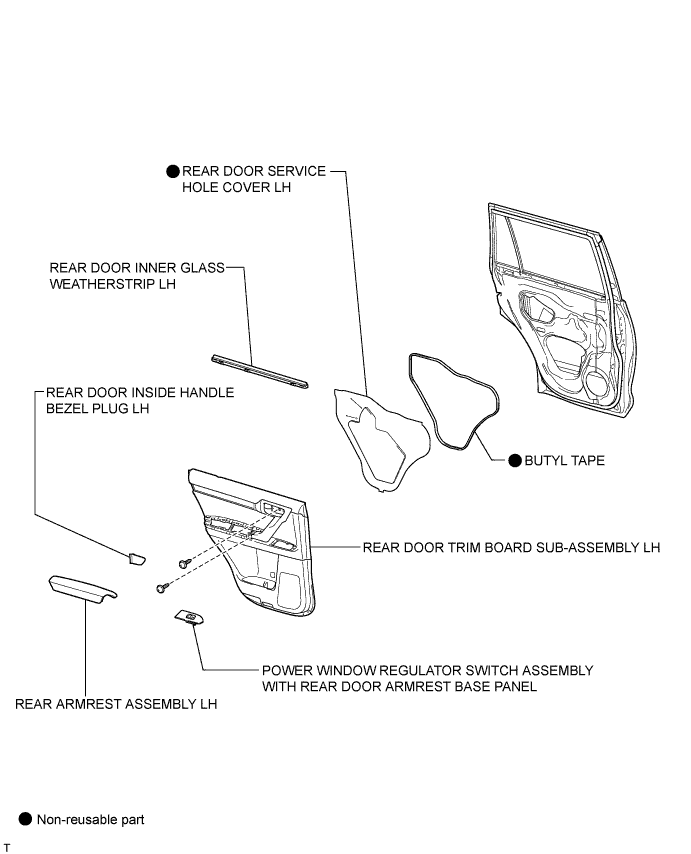 ● REAR DOOR SERVICE
HOLE COVER LH
REAR DOOR INNER GLASS
WEATHERSTRIP LH
REAR DOOR INSIDE HANDLE
BEZEL PLUG LH
● BUTYL TAPE
REAR DOOR TRIM BOARD SUB-ASSEMBLY LH
POWER WINDOW REGULATOR SWITCH ASSEMBLY
WITH REAR DOOR ARMREST BASE PANEL
REAR ARMREST ASSEMBLY LH
● Non-reusable part
T